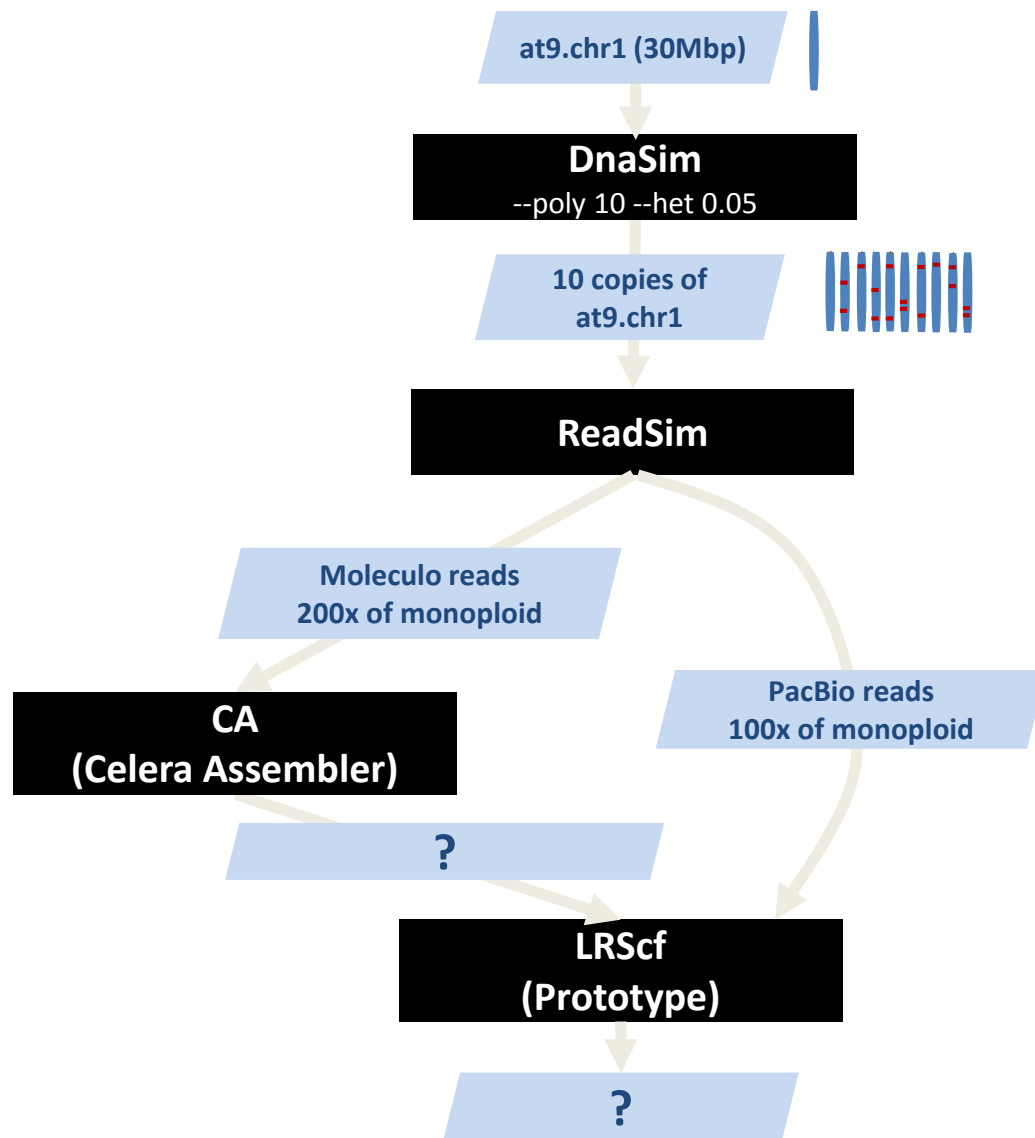 at9.chr1 (30Mbp)
DnaSim
--poly 10 --het 0.05
10 copies of
at9.chr1
ReadSim
Moleculo reads
200x of monoploid
PacBio reads
100x of monoploid
CA
(Celera Assembler)
?
LRScf
(Prototype)
?